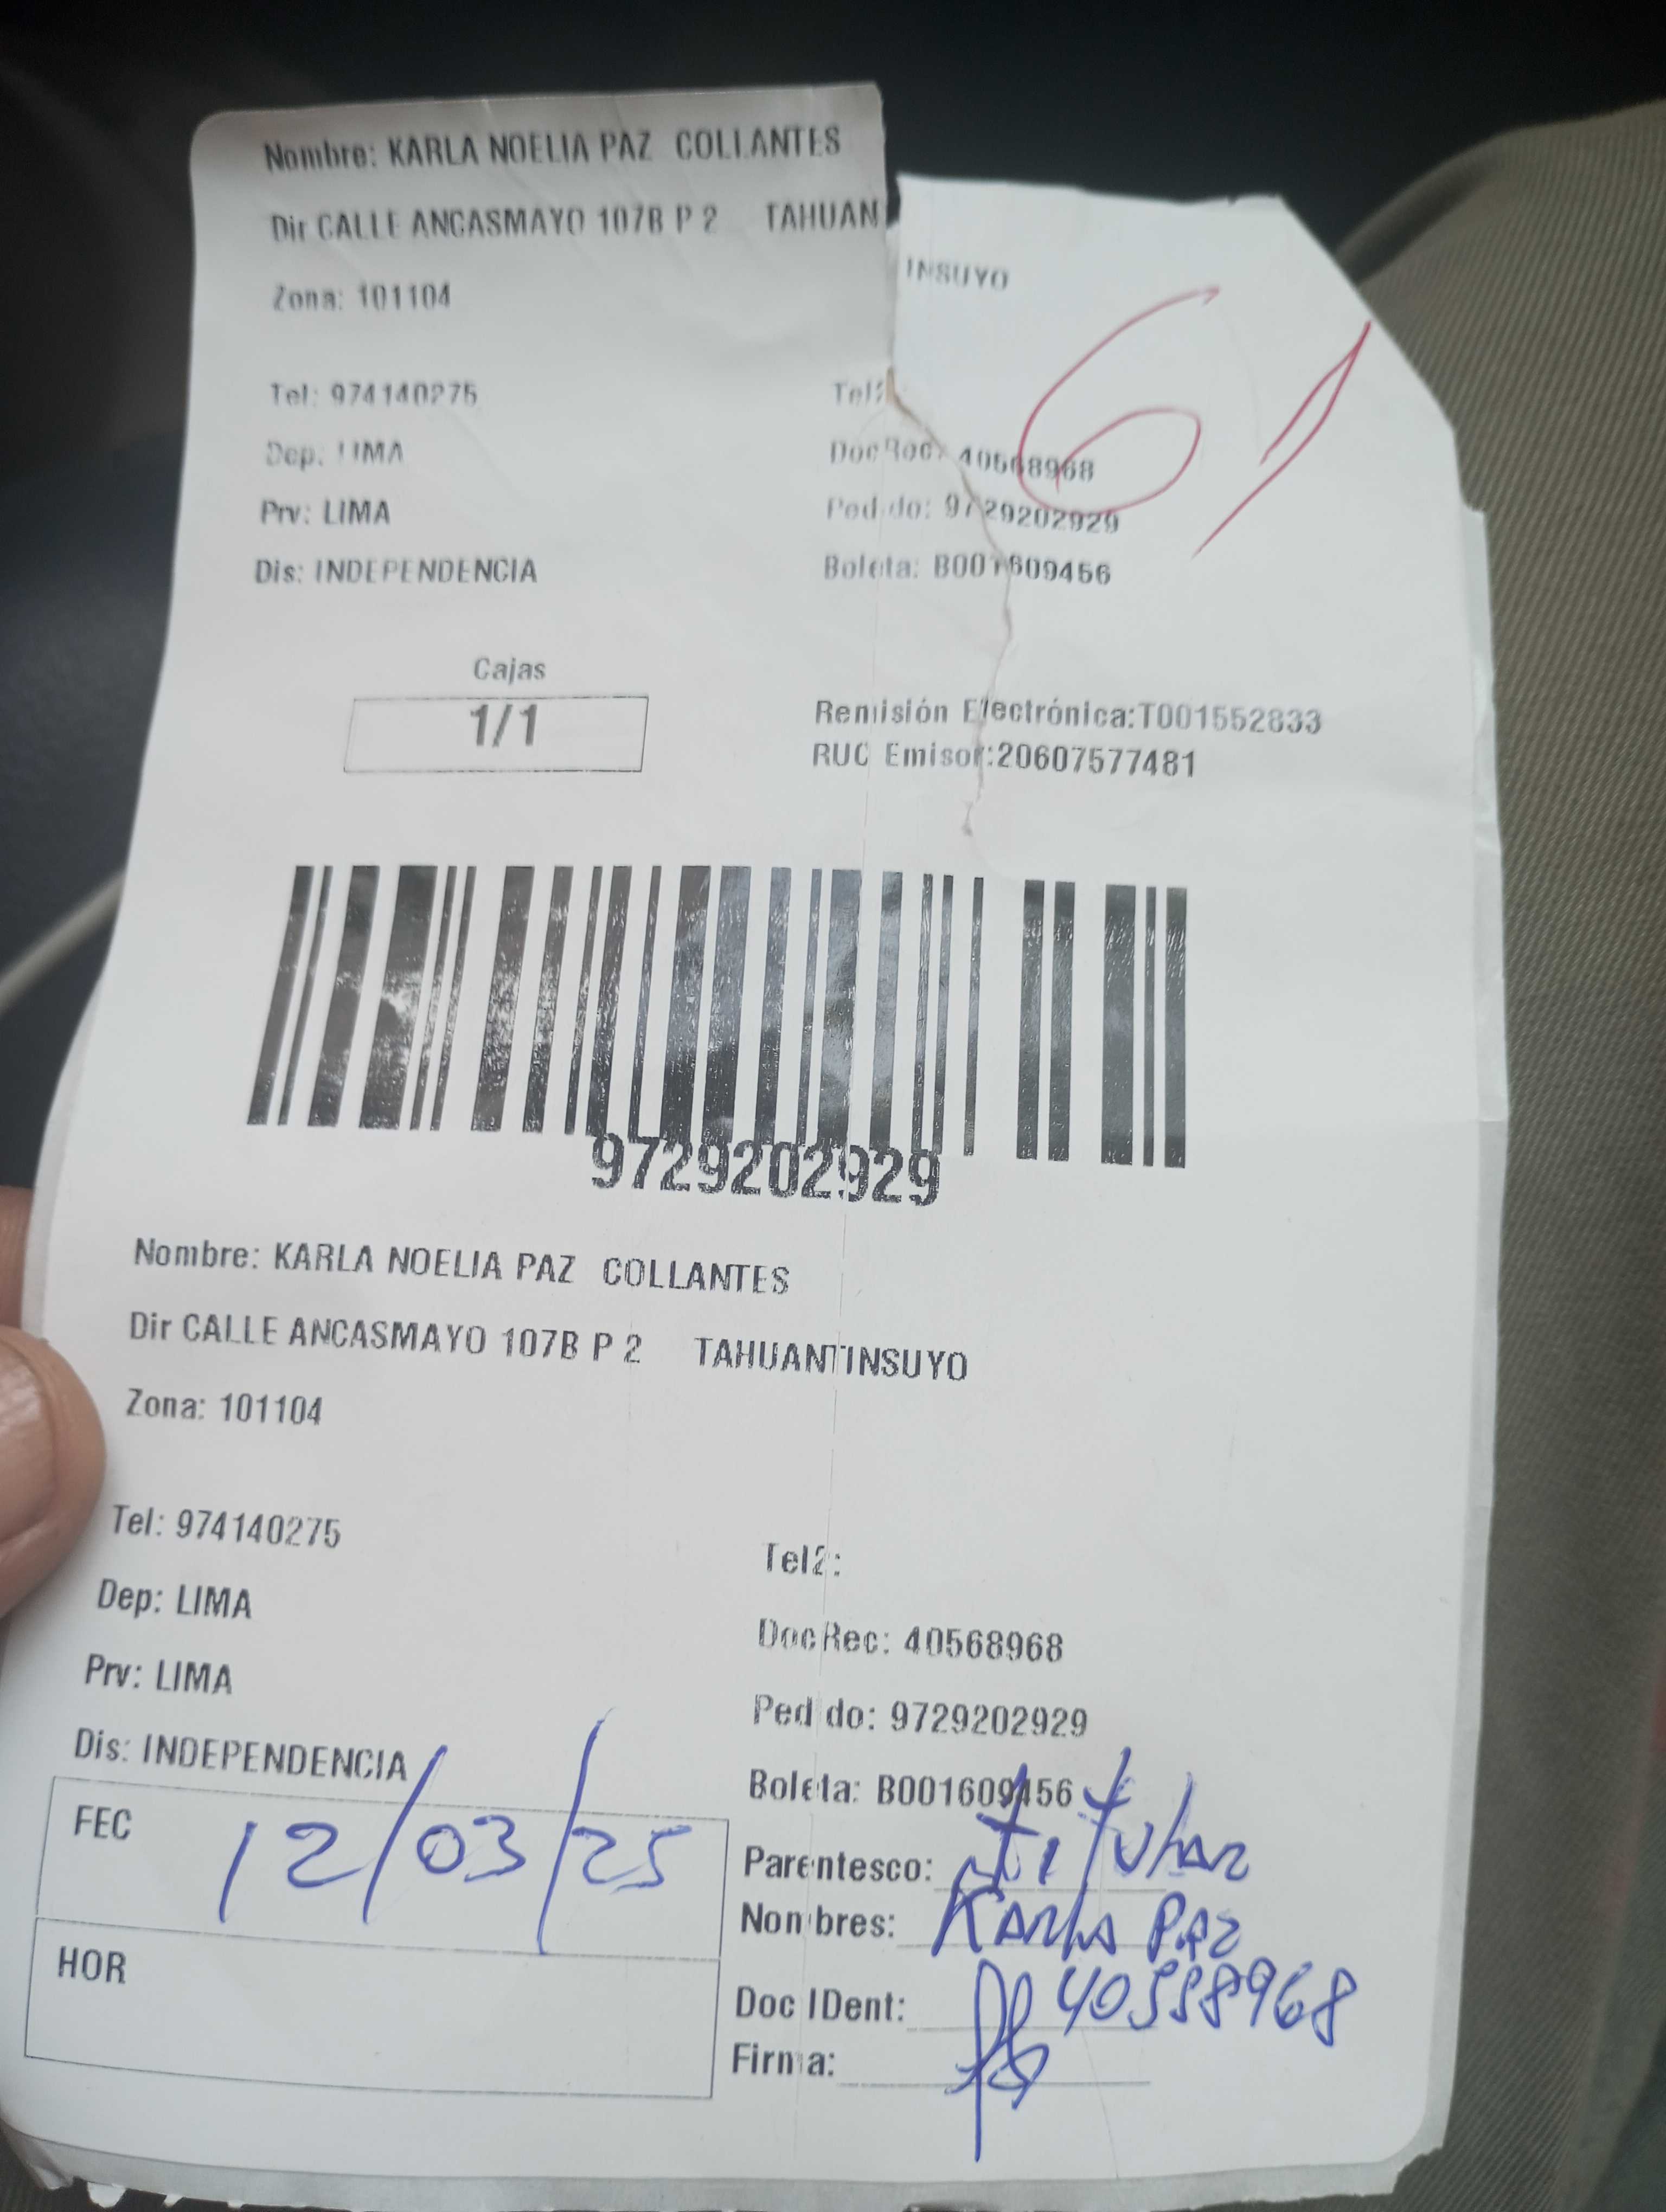 Nombre: KARLA NOELIA PAZ COLLANTES
Dir CALLE ANCASMAYO 107B P 2 TAHUAN INSUYO
Zona: 101104
61
Tel: 974140275 Tel2
Dep: LIMA DocRec: 40568968
Prv: LIMA Pedido: 9729202929
Dis: INDEPENDENCIA Boleta: B001609456
Cajas
1/1
Remisión Electrónica:T001552833
RUC Emisor:20607577481
9729202929
Nombre: KARLA NOELIA PAZ COLLANTES
Dir CALLE ANCASMAYO 107B P 2 TAHUANTINSUYO
Zona: 101104
Tel: 974140275 Tel2:
Dep: LIMA DocRec: 40568968
Prv: LIMA Pedido: 9729202929
Dis: INDEPENDENCIA Boleta: B001609456
FEC 12/03/25
Parentesco: titular
Nombres: Karla Paz
HOR
Doc IDent: 40558968
Firma: